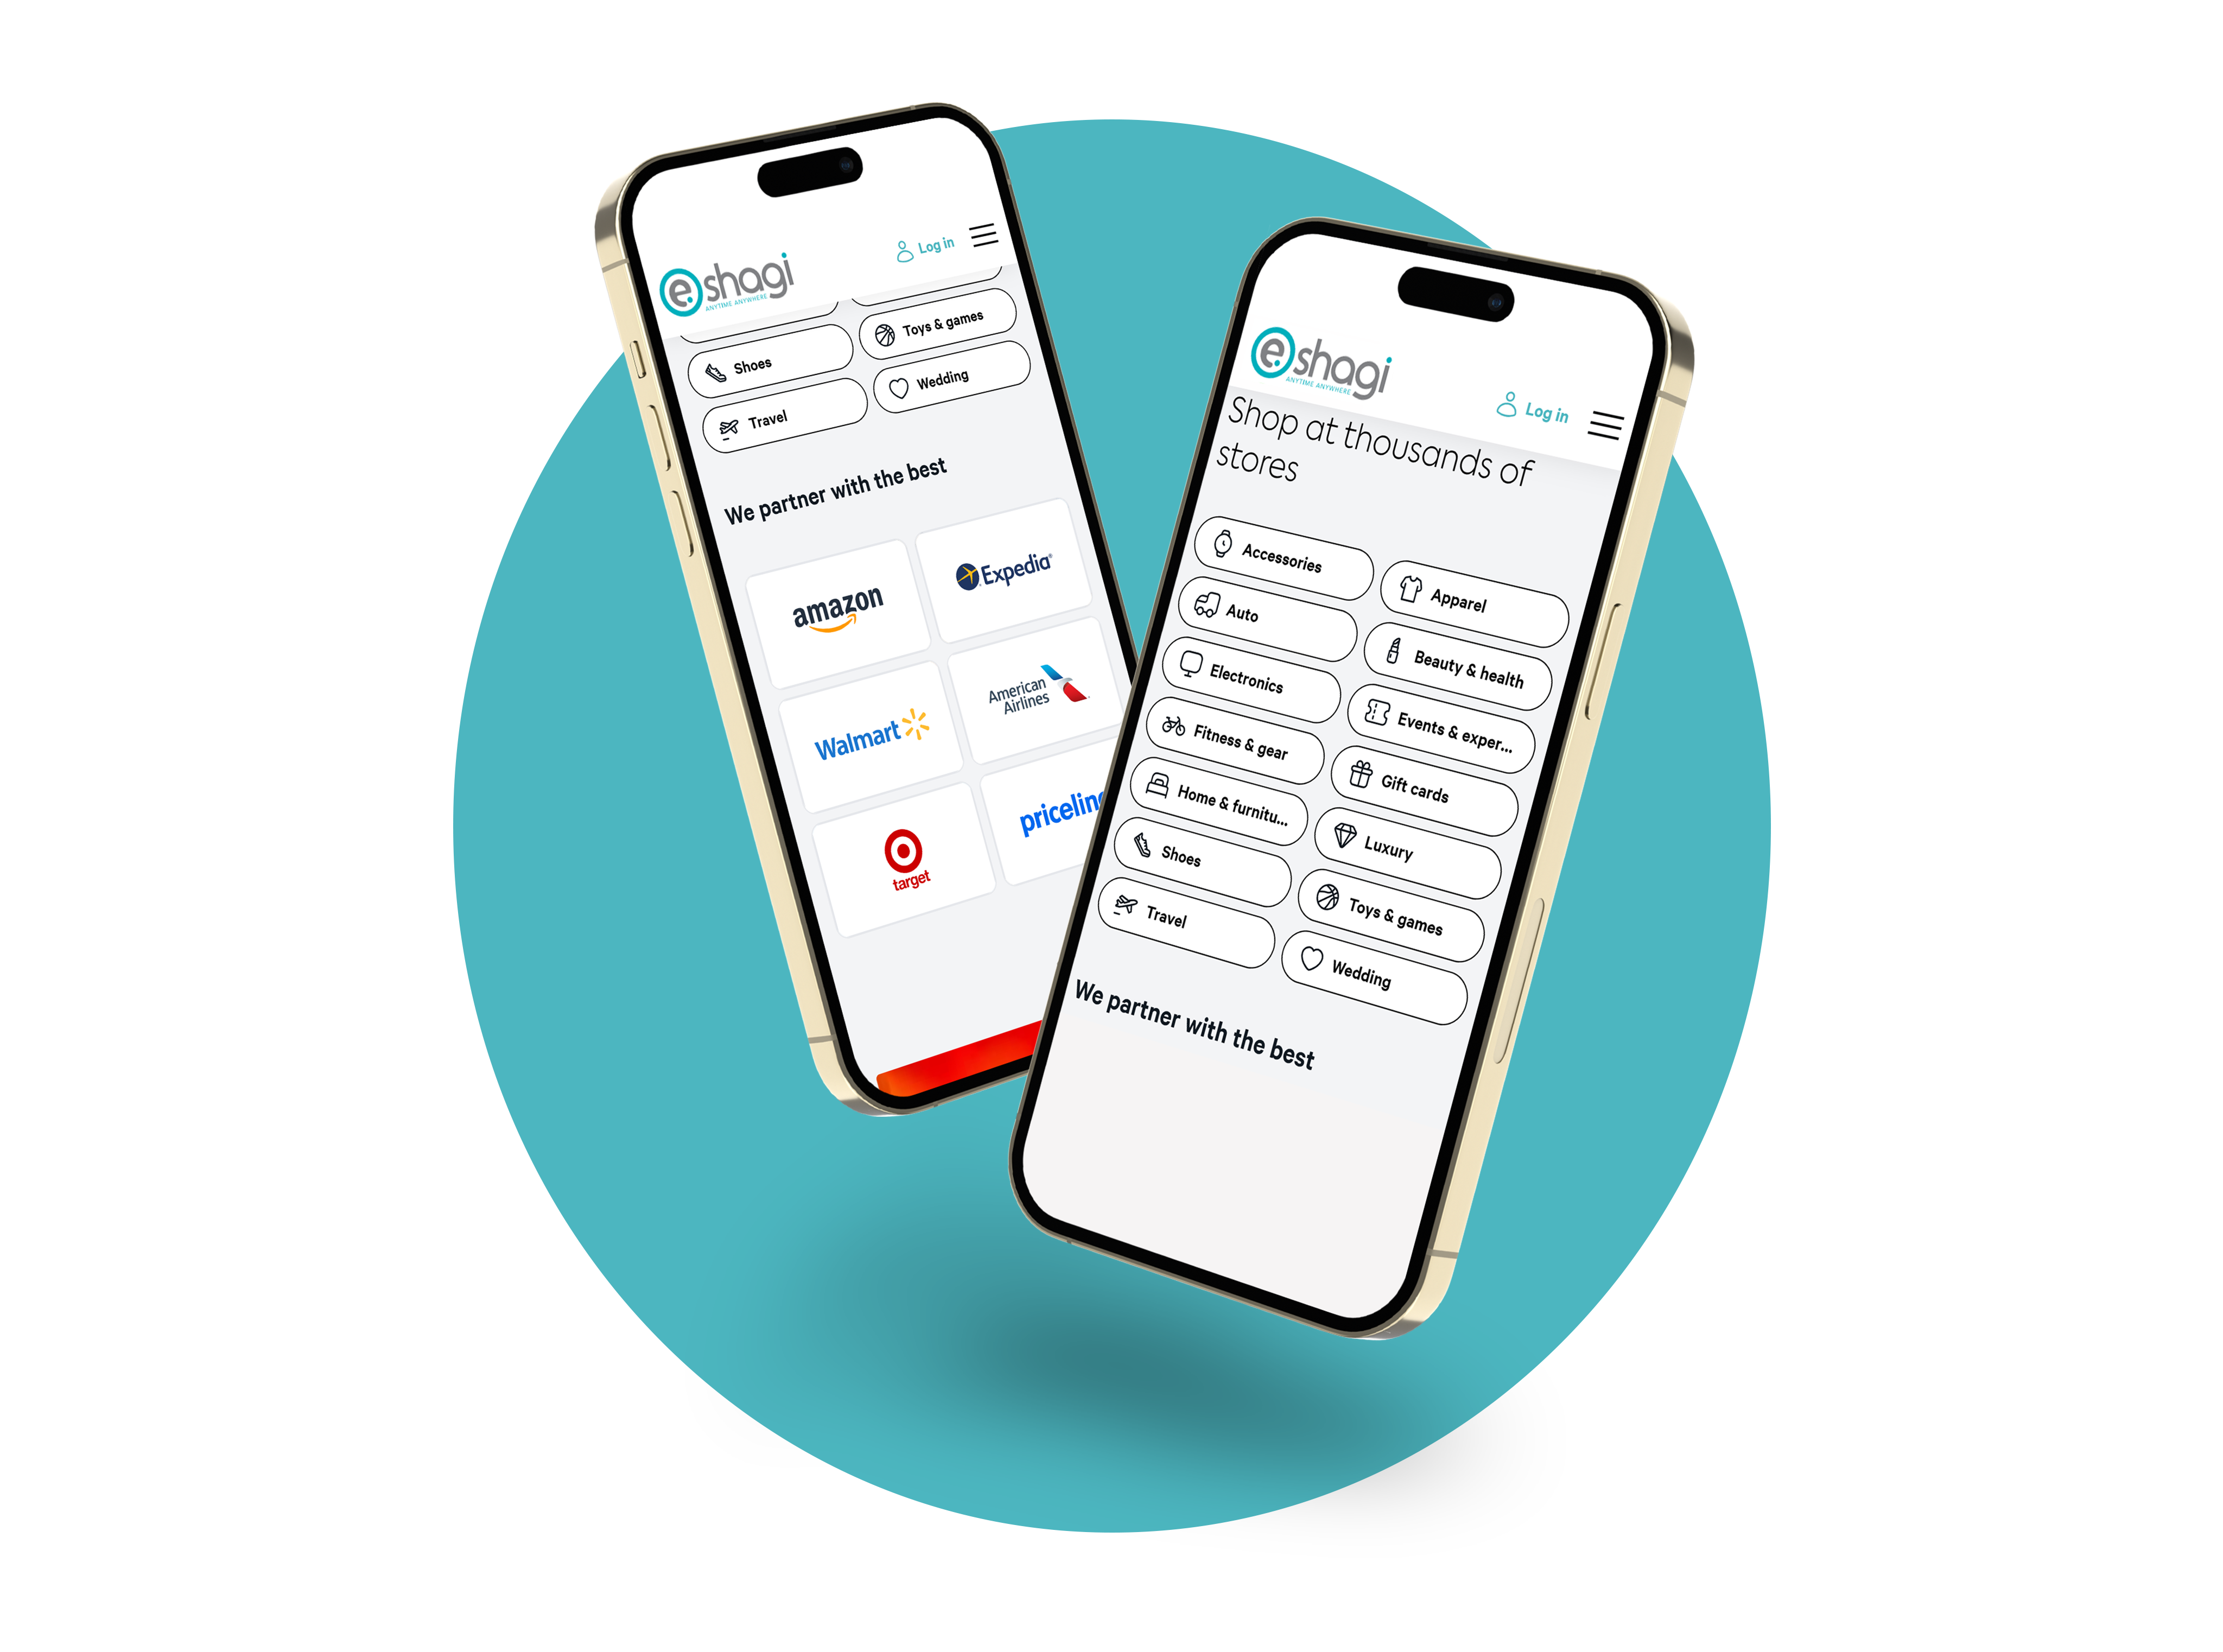 Log in
eshagi
ANYTIME ANYWHERE
Shoes
Toys & games
Travel
Wedding
We partner with the best
amazon
Expedia®
Walmart
American
Airlines
target
eshagi
ANYTIME ANYWHERE
Log in
Shop at thousands of
stores
Accessories
Apparel
Auto
Beauty & health
Electronics
Events & exper...
Fitness & gear
Gift cards
Home & furnitu...
Luxury
Shoes
Toys & games
Travel
Wedding
We partner with the best